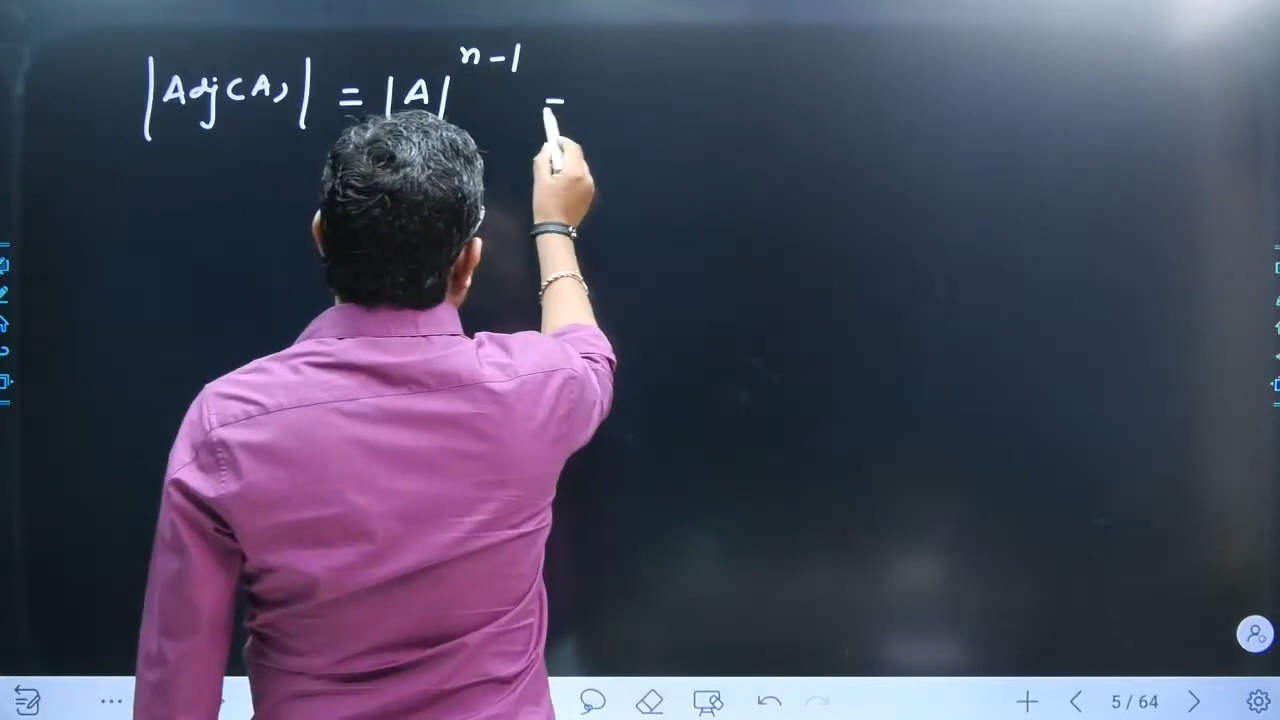 |Adj(A)| = |A|^{n-1} -
5 / 64